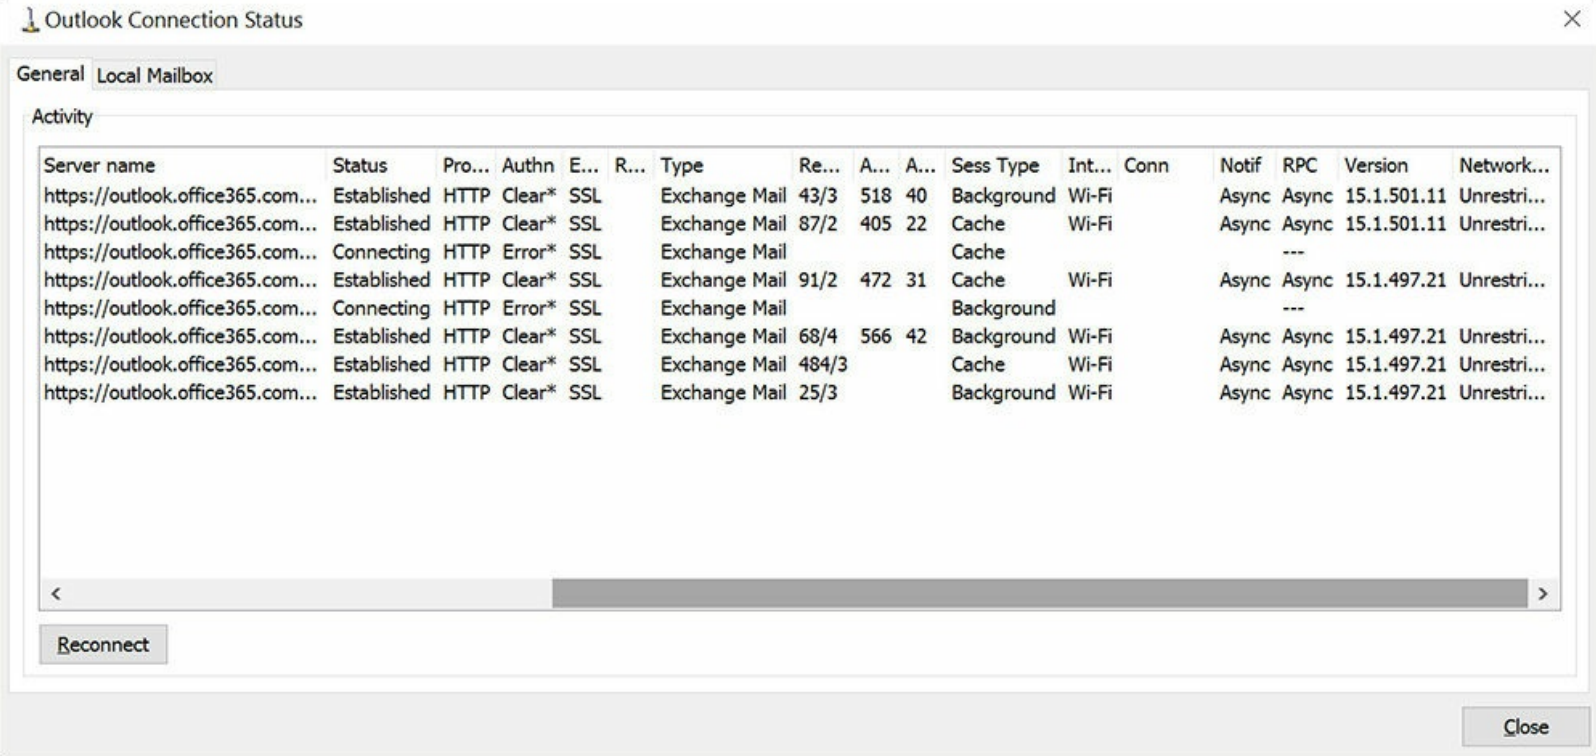 Outlook Connection Status
General Local Mailbox
Activity
Server name Status Pro... Authn E... R... Type Re... A... A... Sess Type Int... Conn Notif RPC Version Network...
https://outlook.office365.com... Established HTTP Clear* SSL Exchange Mail 43/3 518 40 Background Wi-Fi Async Async 15.1.501.11 Unrestri...
https://outlook.office365.com... Established HTTP Clear* SSL Exchange Mail 87/2 405 22 Cache Wi-Fi Async Async 15.1.501.11 Unrestri...
https://outlook.office365.com... Connecting HTTP Error* SSL Exchange Mail Cache ---
https://outlook.office365.com... Established HTTP Clear* SSL Exchange Mail 91/2 472 31 Cache Wi-Fi Async Async 15.1.497.21 Unrestri...
https://outlook.office365.com... Connecting HTTP Error* SSL Exchange Mail Background ---
https://outlook.office365.com... Established HTTP Clear* SSL Exchange Mail 68/4 566 42 Background Wi-Fi Async Async 15.1.497.21 Unrestri...
https://outlook.office365.com... Established HTTP Clear* SSL Exchange Mail 484/3 Cache Wi-Fi Async Async 15.1.497.21 Unrestri...
https://outlook.office365.com... Established HTTP Clear* SSL Exchange Mail 25/3 Background Wi-Fi Async Async 15.1.497.21 Unrestri...
Reconnect
Close